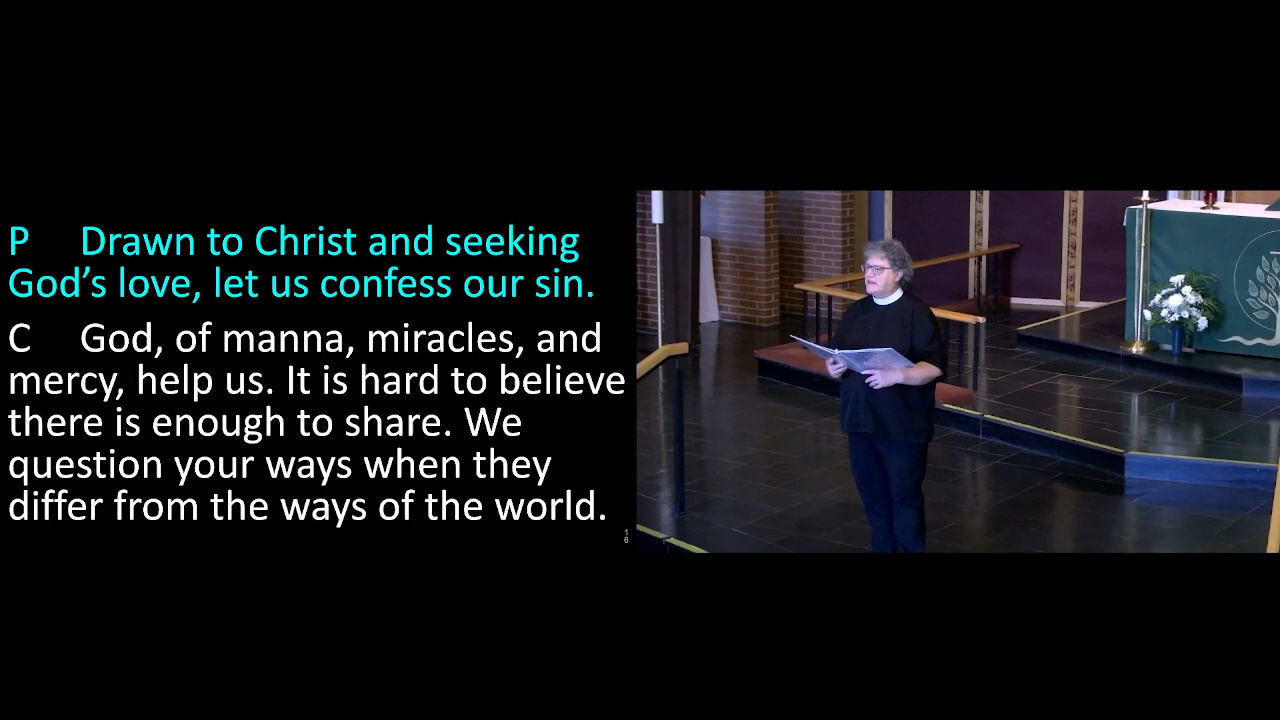 P Drawn to Christ and seeking
God’s love, let us confess our sin.
C God, of manna, miracles, and
mercy, help us. It is hard to believe
there is enough to share. We
question your ways when they
differ from the ways of the world.
1
6